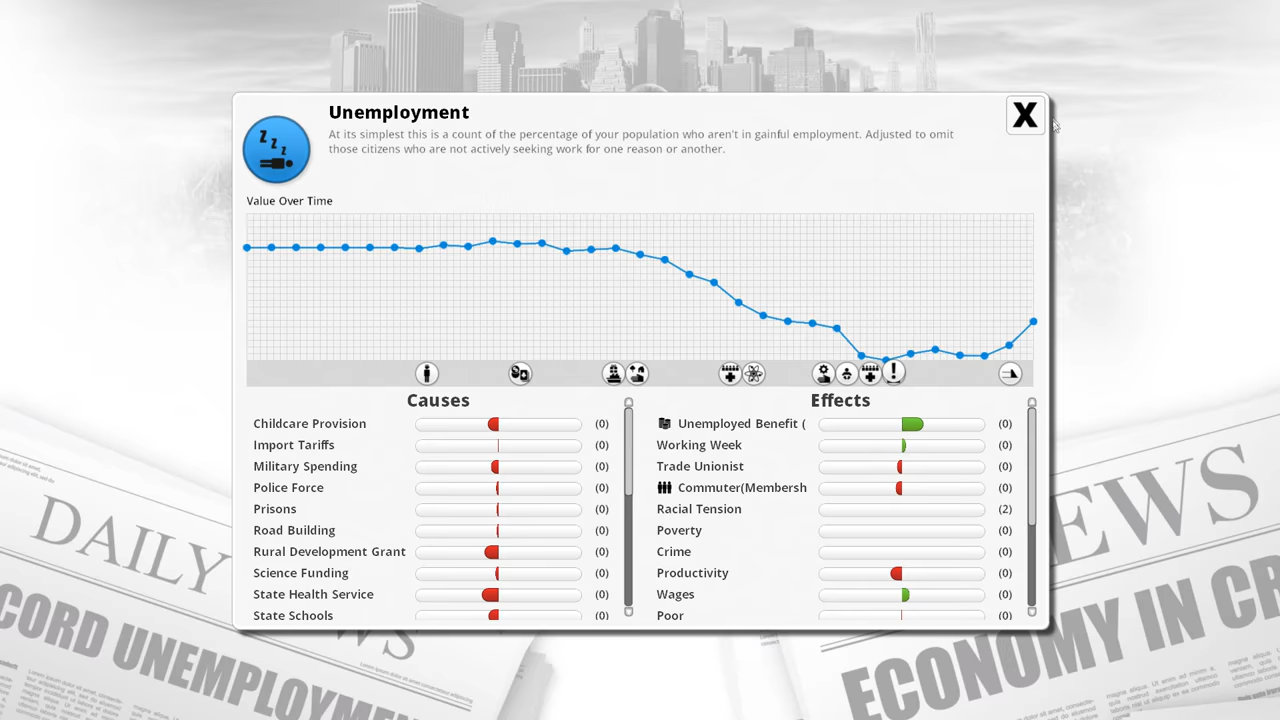 Unemployment
X
At its simplest this is a count of the percentage of your population who aren't in gainful employment. Adjusted to omit
those citizens who are not actively seeking work for one reason or another.
Value Over Time
Causes
Childcare Provision (0)
Import Tariffs (0)
Military Spending (0)
Police Force (0)
Prisons (0)
Road Building (0)
Rural Development Grant (0)
Science Funding (0)
State Health Service (0)
State Schools (0)
Effects
Unemployed Benefit ( (0)
Working Week (0)
Trade Unionist (0)
Commuter(Membersh (0)
Racial Tension (2)
Poverty (0)
Crime (0)
Productivity (0)
Wages (0)
Poor (0)
DAILY
NEWS
CORD UNEMPLOYMENT
ECONOMY IN CR